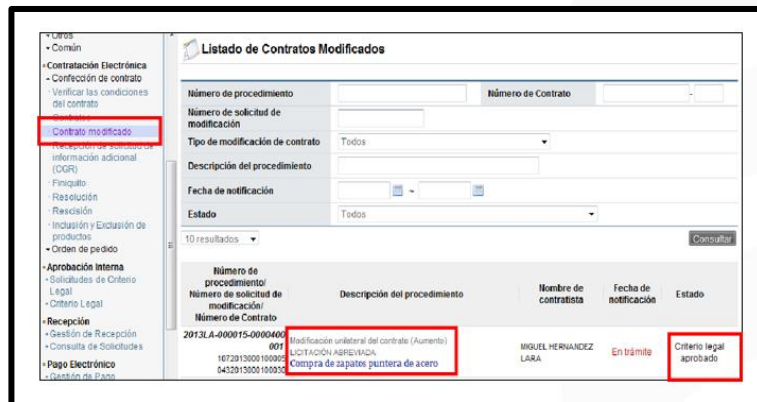 - Otros
- Común
Contratación Electrónica
- Confección de contrato
Verificar las condiciones
del contrato
Contratos
Contrato modificado
Recepción de solicitud de
información adicional
(CGR)
Finiquito
Resolución
Rescisión
Inclusión y Exclusión de
productos
Orden de pedido
Aprobación Interna
Solicitudes de Criterio
Legal
Criterio Legal
Recepción
Gestión de Recepción
Consulta de Solicitudes
Pago Electrónico
Gestión de Pago
Listado de Contratos Modificados
Número de procedimiento
Número de Contrato
-
Número de solicitud de
modificación
Tipo de modificación de contrato
Todos
Descripción del procedimiento
Fecha de notificación
~
Estado
Todos
10 resultados
Consultar
Número de
procedimiento/
Número de solicitud de
modificación/
Número de Contrato
Descripción del procedimiento
Nombre de
contratista
Fecha de
notificación
Estado
2013LA-000015-0000400
001
1072013000100005
0432013000100030
Modificación unilateral del contrato (Aumento)
LICITACIÓN ABREVIADA
Compra de zapatos puntera de acero
MIGUEL HERNANDEZ
LARA
En trámite
Criterio legal
aprobado